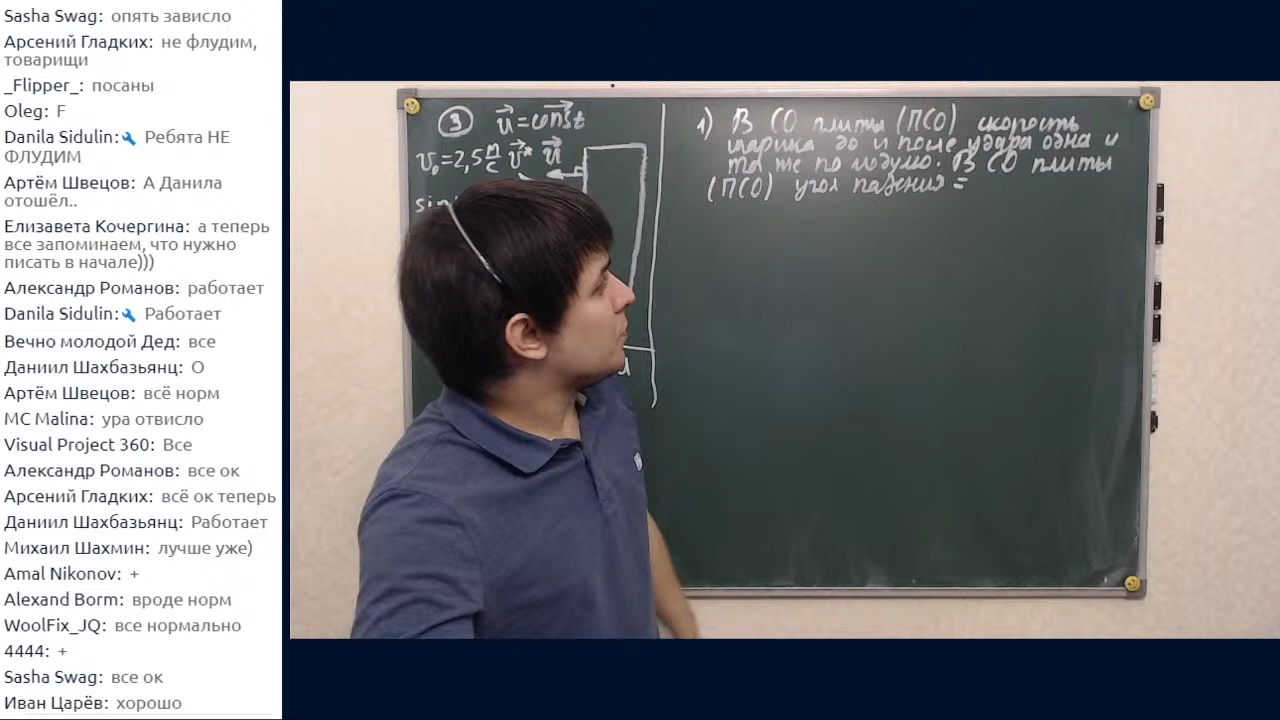 Sasha Swag: опять зависло
Арсений Гладких: не флудим,
товарищи
_Flipper_: посаны
Oleg: F
Danila Sidulin: Ребята НЕ
ФЛУДИМ
Артём Швецов: А Данила
отошёл..
Елизавета Кочергина: а теперь
все запоминаем, что нужно
писать в начале)))
Александр Романов: работает
Danila Sidulin: Работает
Вечно молодой Дед: все
Даниил Шахбазьянц: О
Артём Швецов: всё норм
MC Malina: ура отвисло
Visual Project 360: Все
Александр Романов: все ок
Арсений Гладких: всё ок теперь
Даниил Шахбазьянц: Работает
Михаил Шахмин: лучше уже)
Amal Nikonov: +
Alexand Borm: вроде норм
WoolFix_JQ: все нормально
4444: +
Sasha Swag: все ок
Иван Царёв: хорошо
3 u = const
v₀=2,5 м/с v* u
sin
u
1) В СО плиты (ПСО) скорость
шарика до и после удара одна и
та же по модулю. В СО плиты
(ПСО) угол падения =